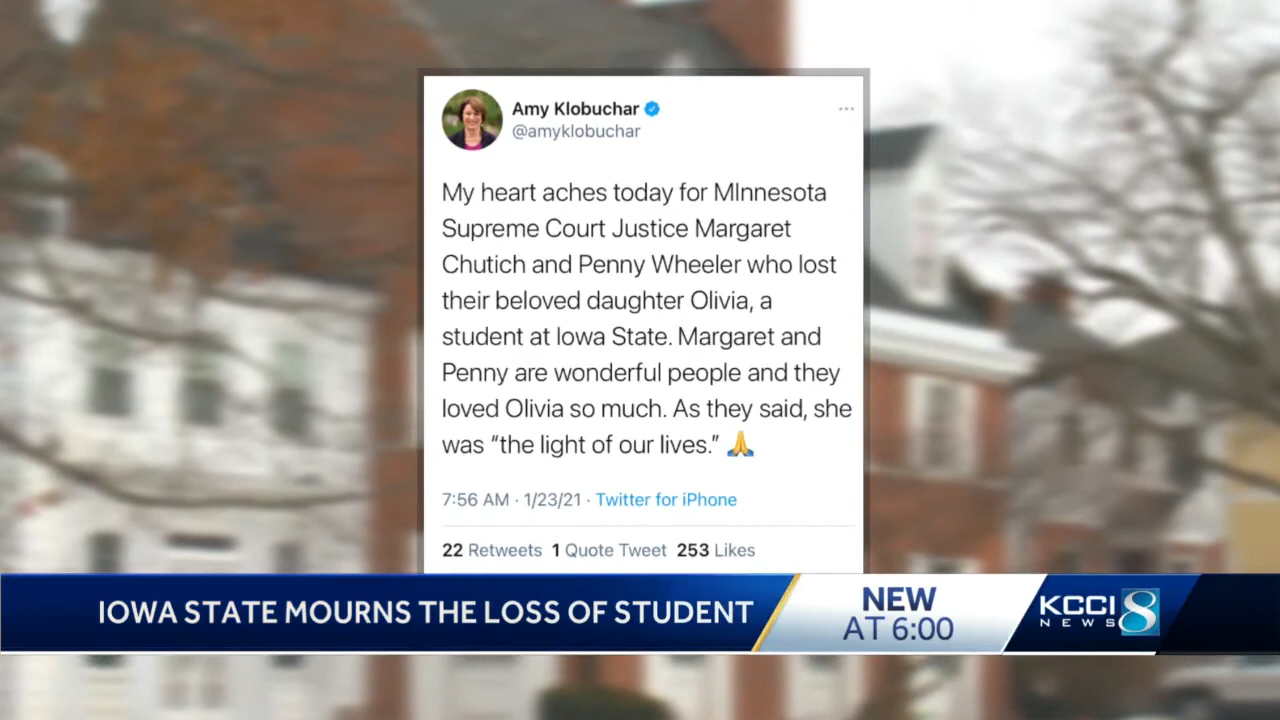 Amy Klobuchar
@amyklobuchar
My heart aches today for MInnesota
Supreme Court Justice Margaret
Chutich and Penny Wheeler who lost
their beloved daughter Olivia, a
student at Iowa State. Margaret and
Penny are wonderful people and they
loved Olivia so much. As they said, she
was “the light of our lives.” 🙏
7:56 AM · 1/23/21 · Twitter for iPhone
22 Retweets 1 Quote Tweet 253 Likes
IOWA STATE MOURNS THE LOSS OF STUDENT
NEW
AT 6:00
KCCI 8
NEWS